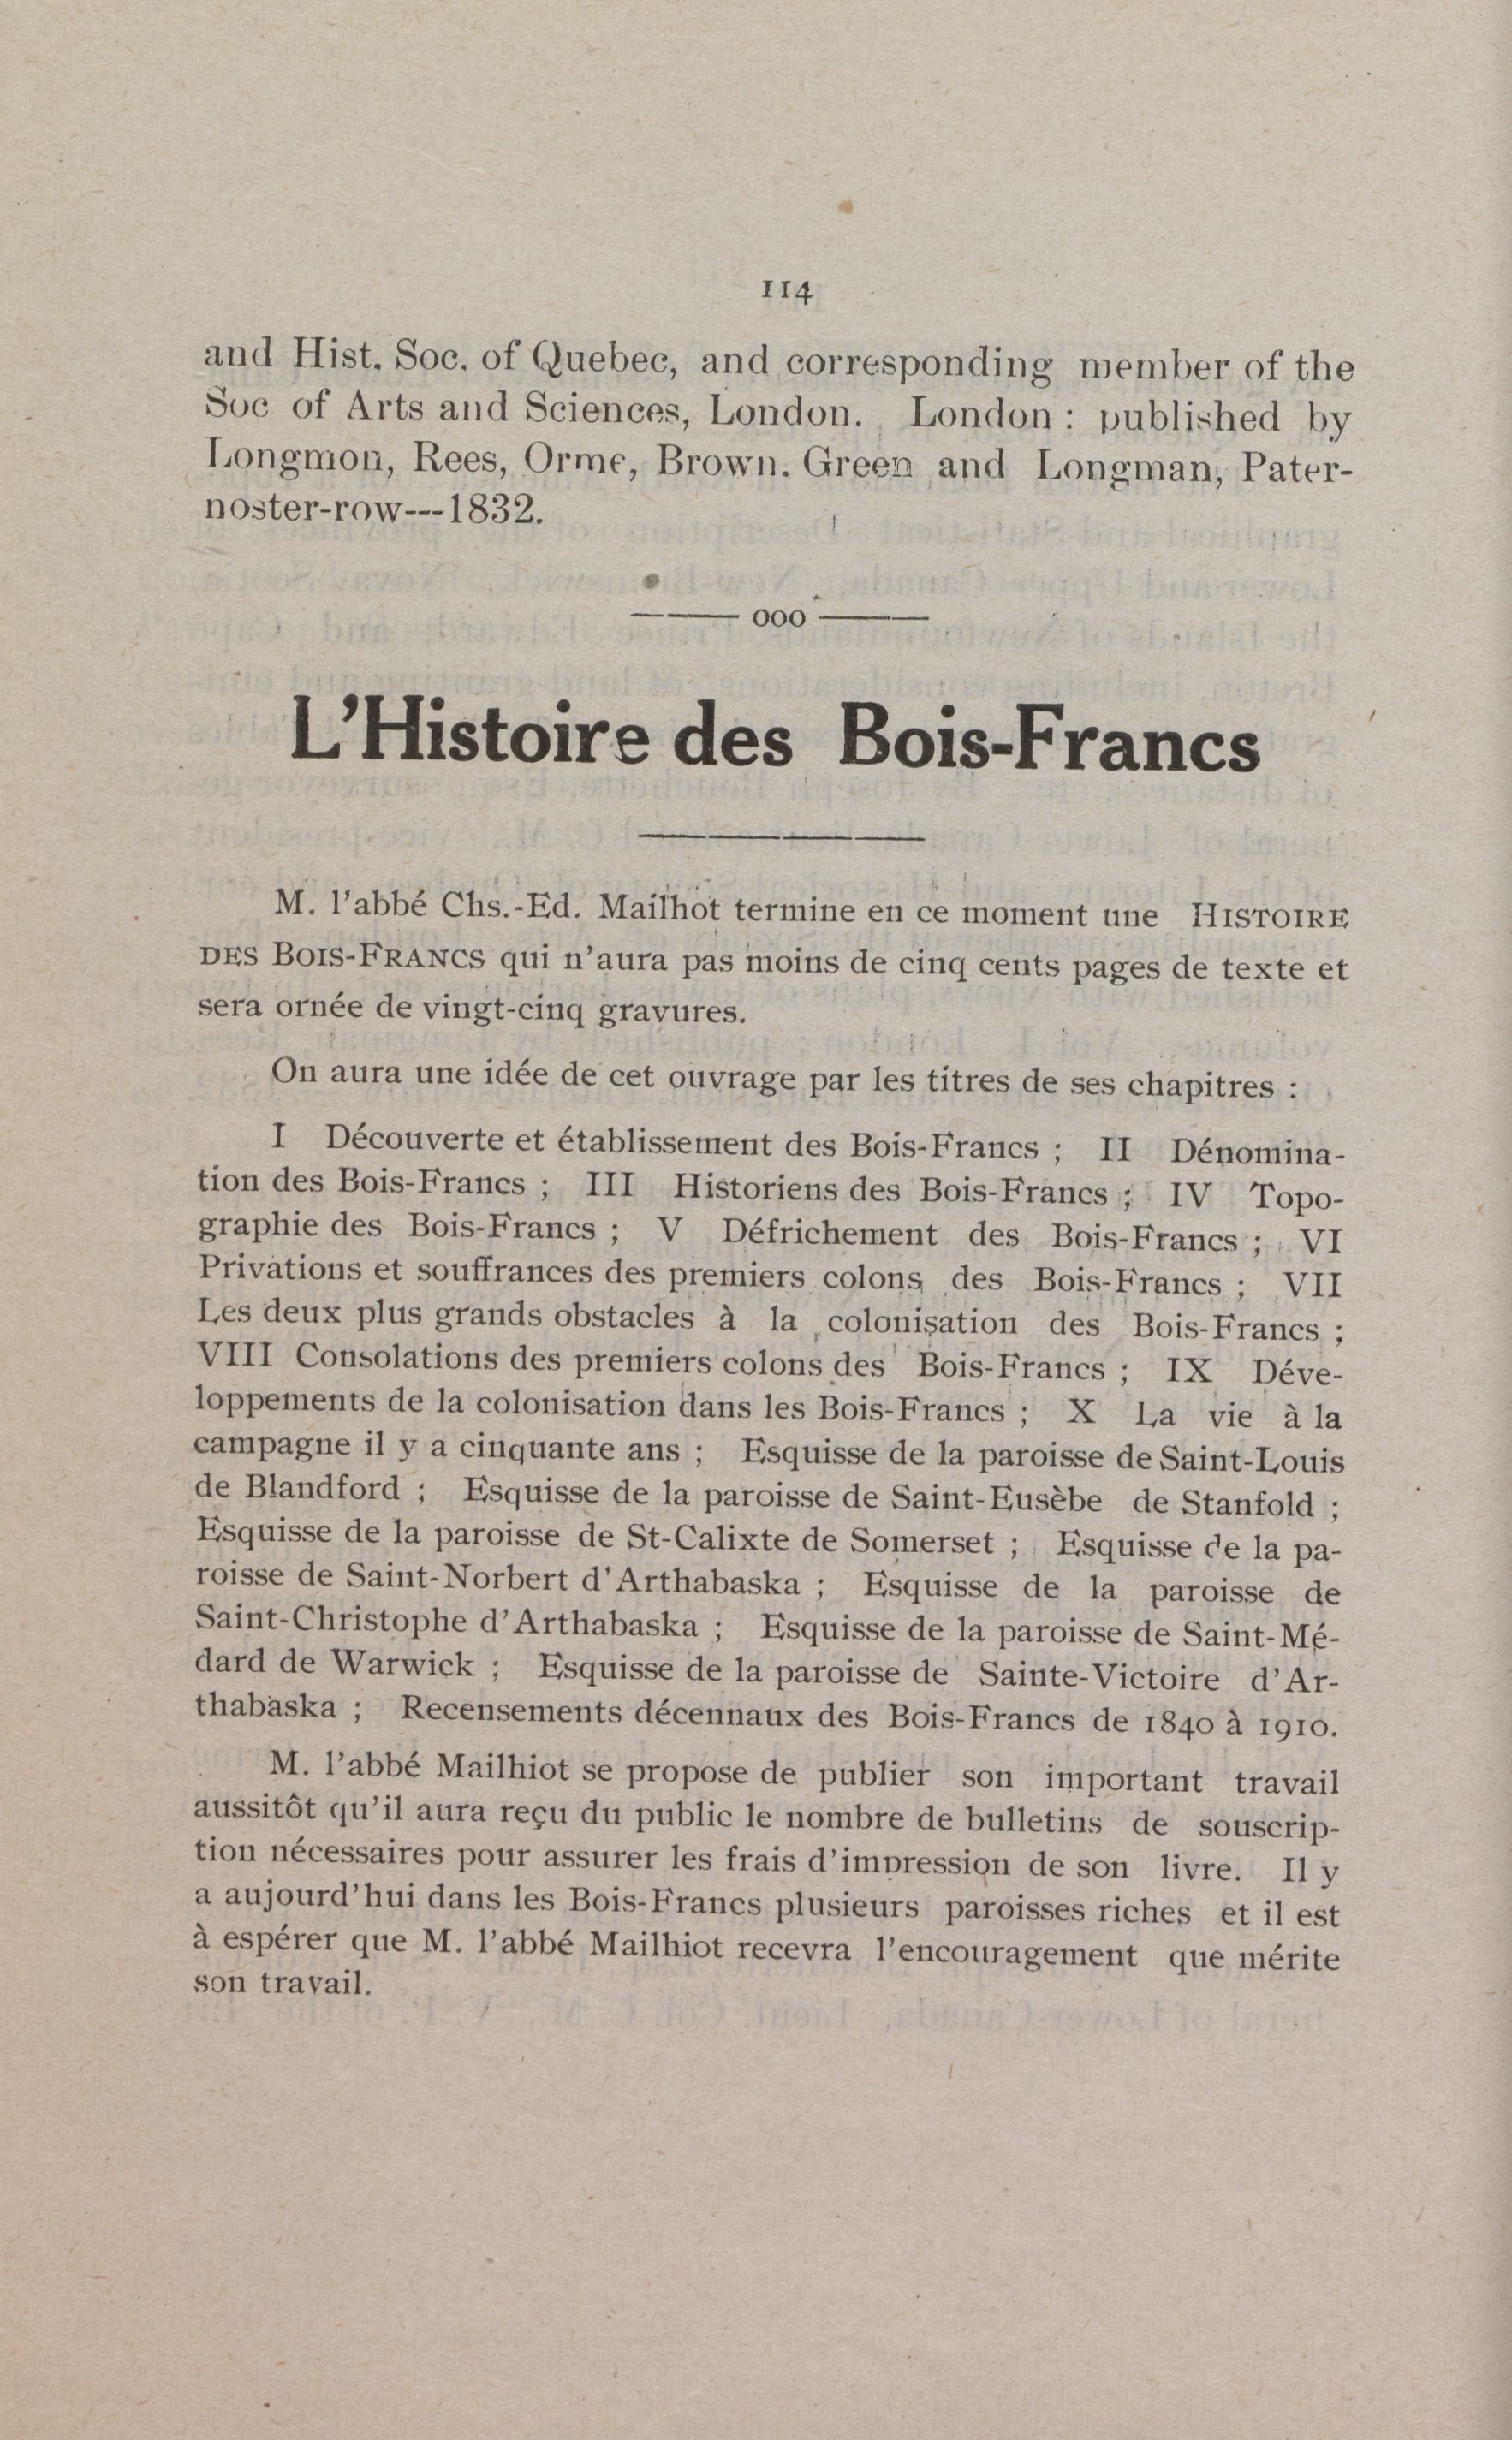 114
and Hist. Soc. of Quebec, and corresponding member of the
Soc of Arts and Sciences, London. London : published by
Longmon, Rees, Orme, Brown. Green and Longman, Pater-
noster-row---1832.
ooo
L'Histoire des Bois-Francs
M. l'abbé Chs.-Ed. Mailhot termine en ce moment une HISTOIRE
DES BOIS-FRANCS qui n'aura pas moins de cinq cents pages de texte et
sera ornée de vingt-cinq gravures.
On aura une idée de cet ouvrage par les titres de ses chapitres :
I Découverte et établissement des Bois-Francs ; II Dénomina-
tion des Bois-Francs ; III Historiens des Bois-Francs ; IV Topo-
graphie des Bois-Francs ; V Défrichement des Bois-Francs ; VI
Privations et souffrances des premiers colons des Bois-Francs ; VII
Les deux plus grands obstacles à la colonisation des Bois-Francs ;
VIII Consolations des premiers colons des Bois-Francs ; IX Déve-
loppements de la colonisation dans les Bois-Francs ; X La vie à la
campagne il y a cinquante ans ; Esquisse de la paroisse de Saint-Louis
de Blandford ; Esquisse de la paroisse de Saint-Eusèbe de Stanfold ;
Esquisse de la paroisse de St-Calixte de Somerset ; Esquisse de la pa-
roisse de Saint-Norbert d'Arthabaska ; Esquisse de la paroisse de
Saint-Christophe d'Arthabaska ; Esquisse de la paroisse de Saint-Mé-
dard de Warwick ; Esquisse de la paroisse de Sainte-Victoire d'Ar-
thabaska ; Recensements décennaux des Bois-Francs de 1840 à 1910.
M. l'abbé Mailhiot se propose de publier son important travail
aussitôt qu'il aura reçu du public le nombre de bulletins de souscrip-
tion nécessaires pour assurer les frais d'impression de son livre. Il y
a aujourd'hui dans les Bois-Francs plusieurs paroisses riches et il est
à espérer que M. l'abbé Mailhiot recevra l'encouragement que mérite
son travail.